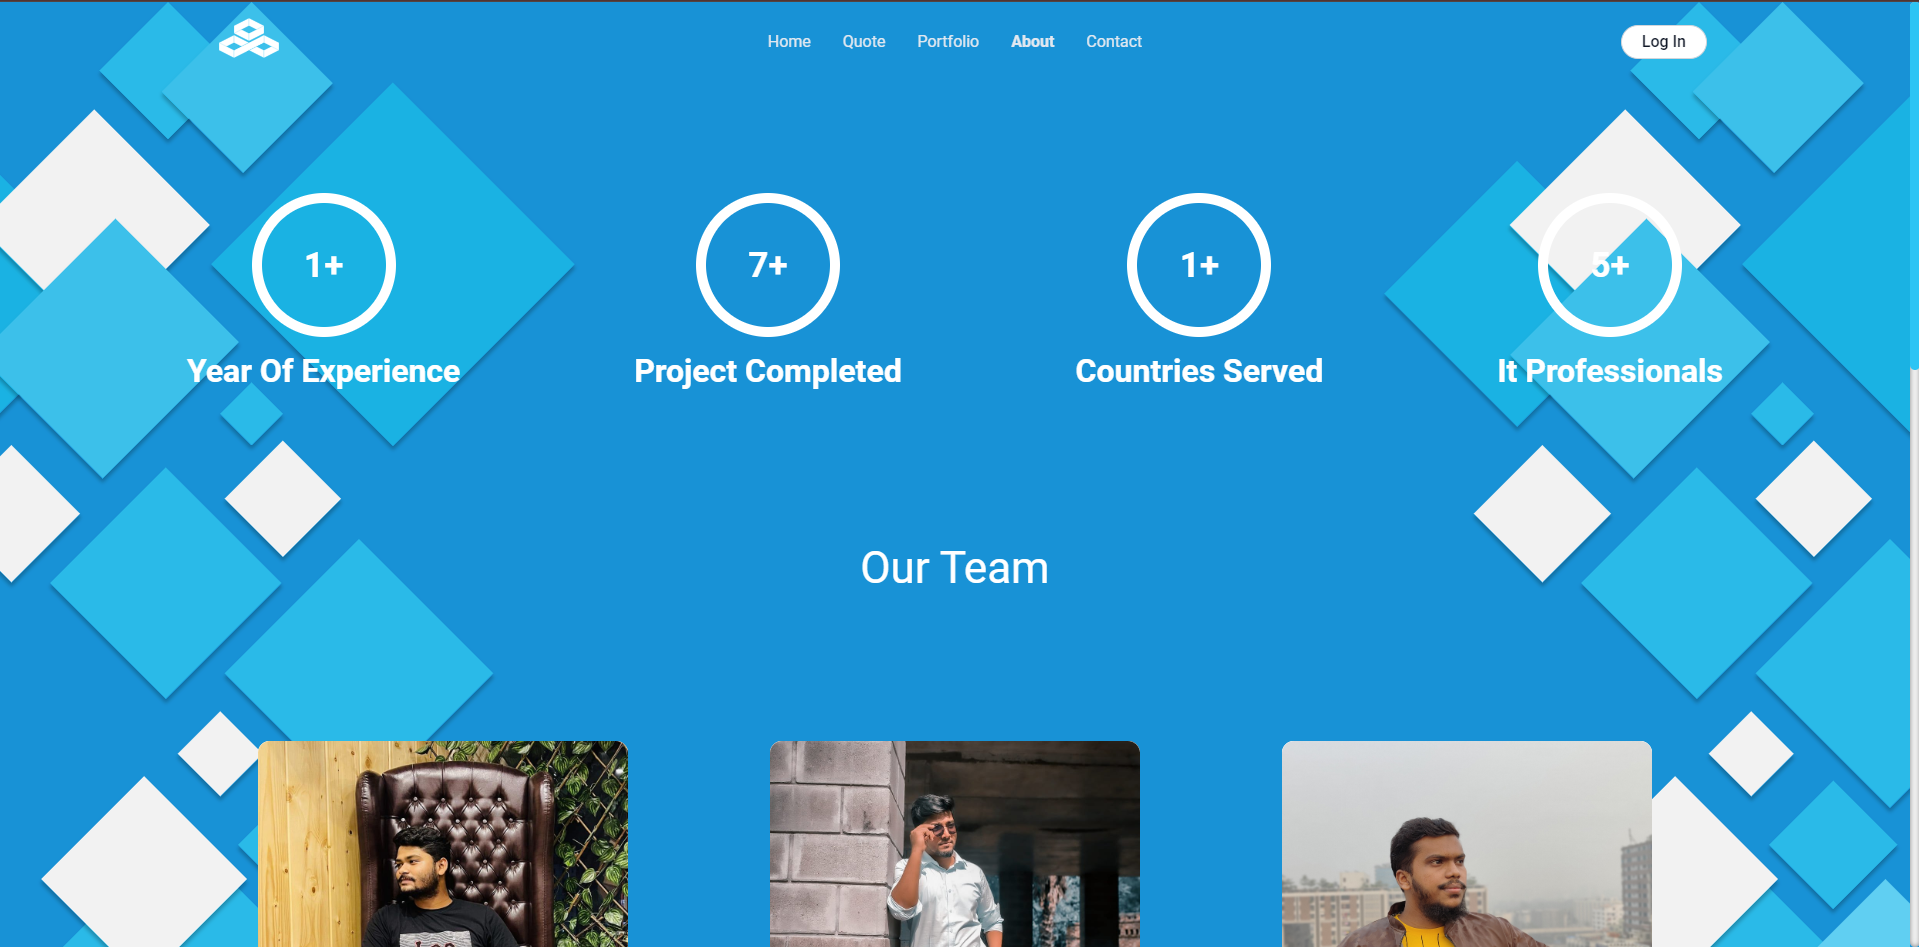 Home Quote Portfolio About Contact Log In
1+ 7+ 1+ 5+
Year Of Experience Project Completed Countries Served It Professionals
Our Team